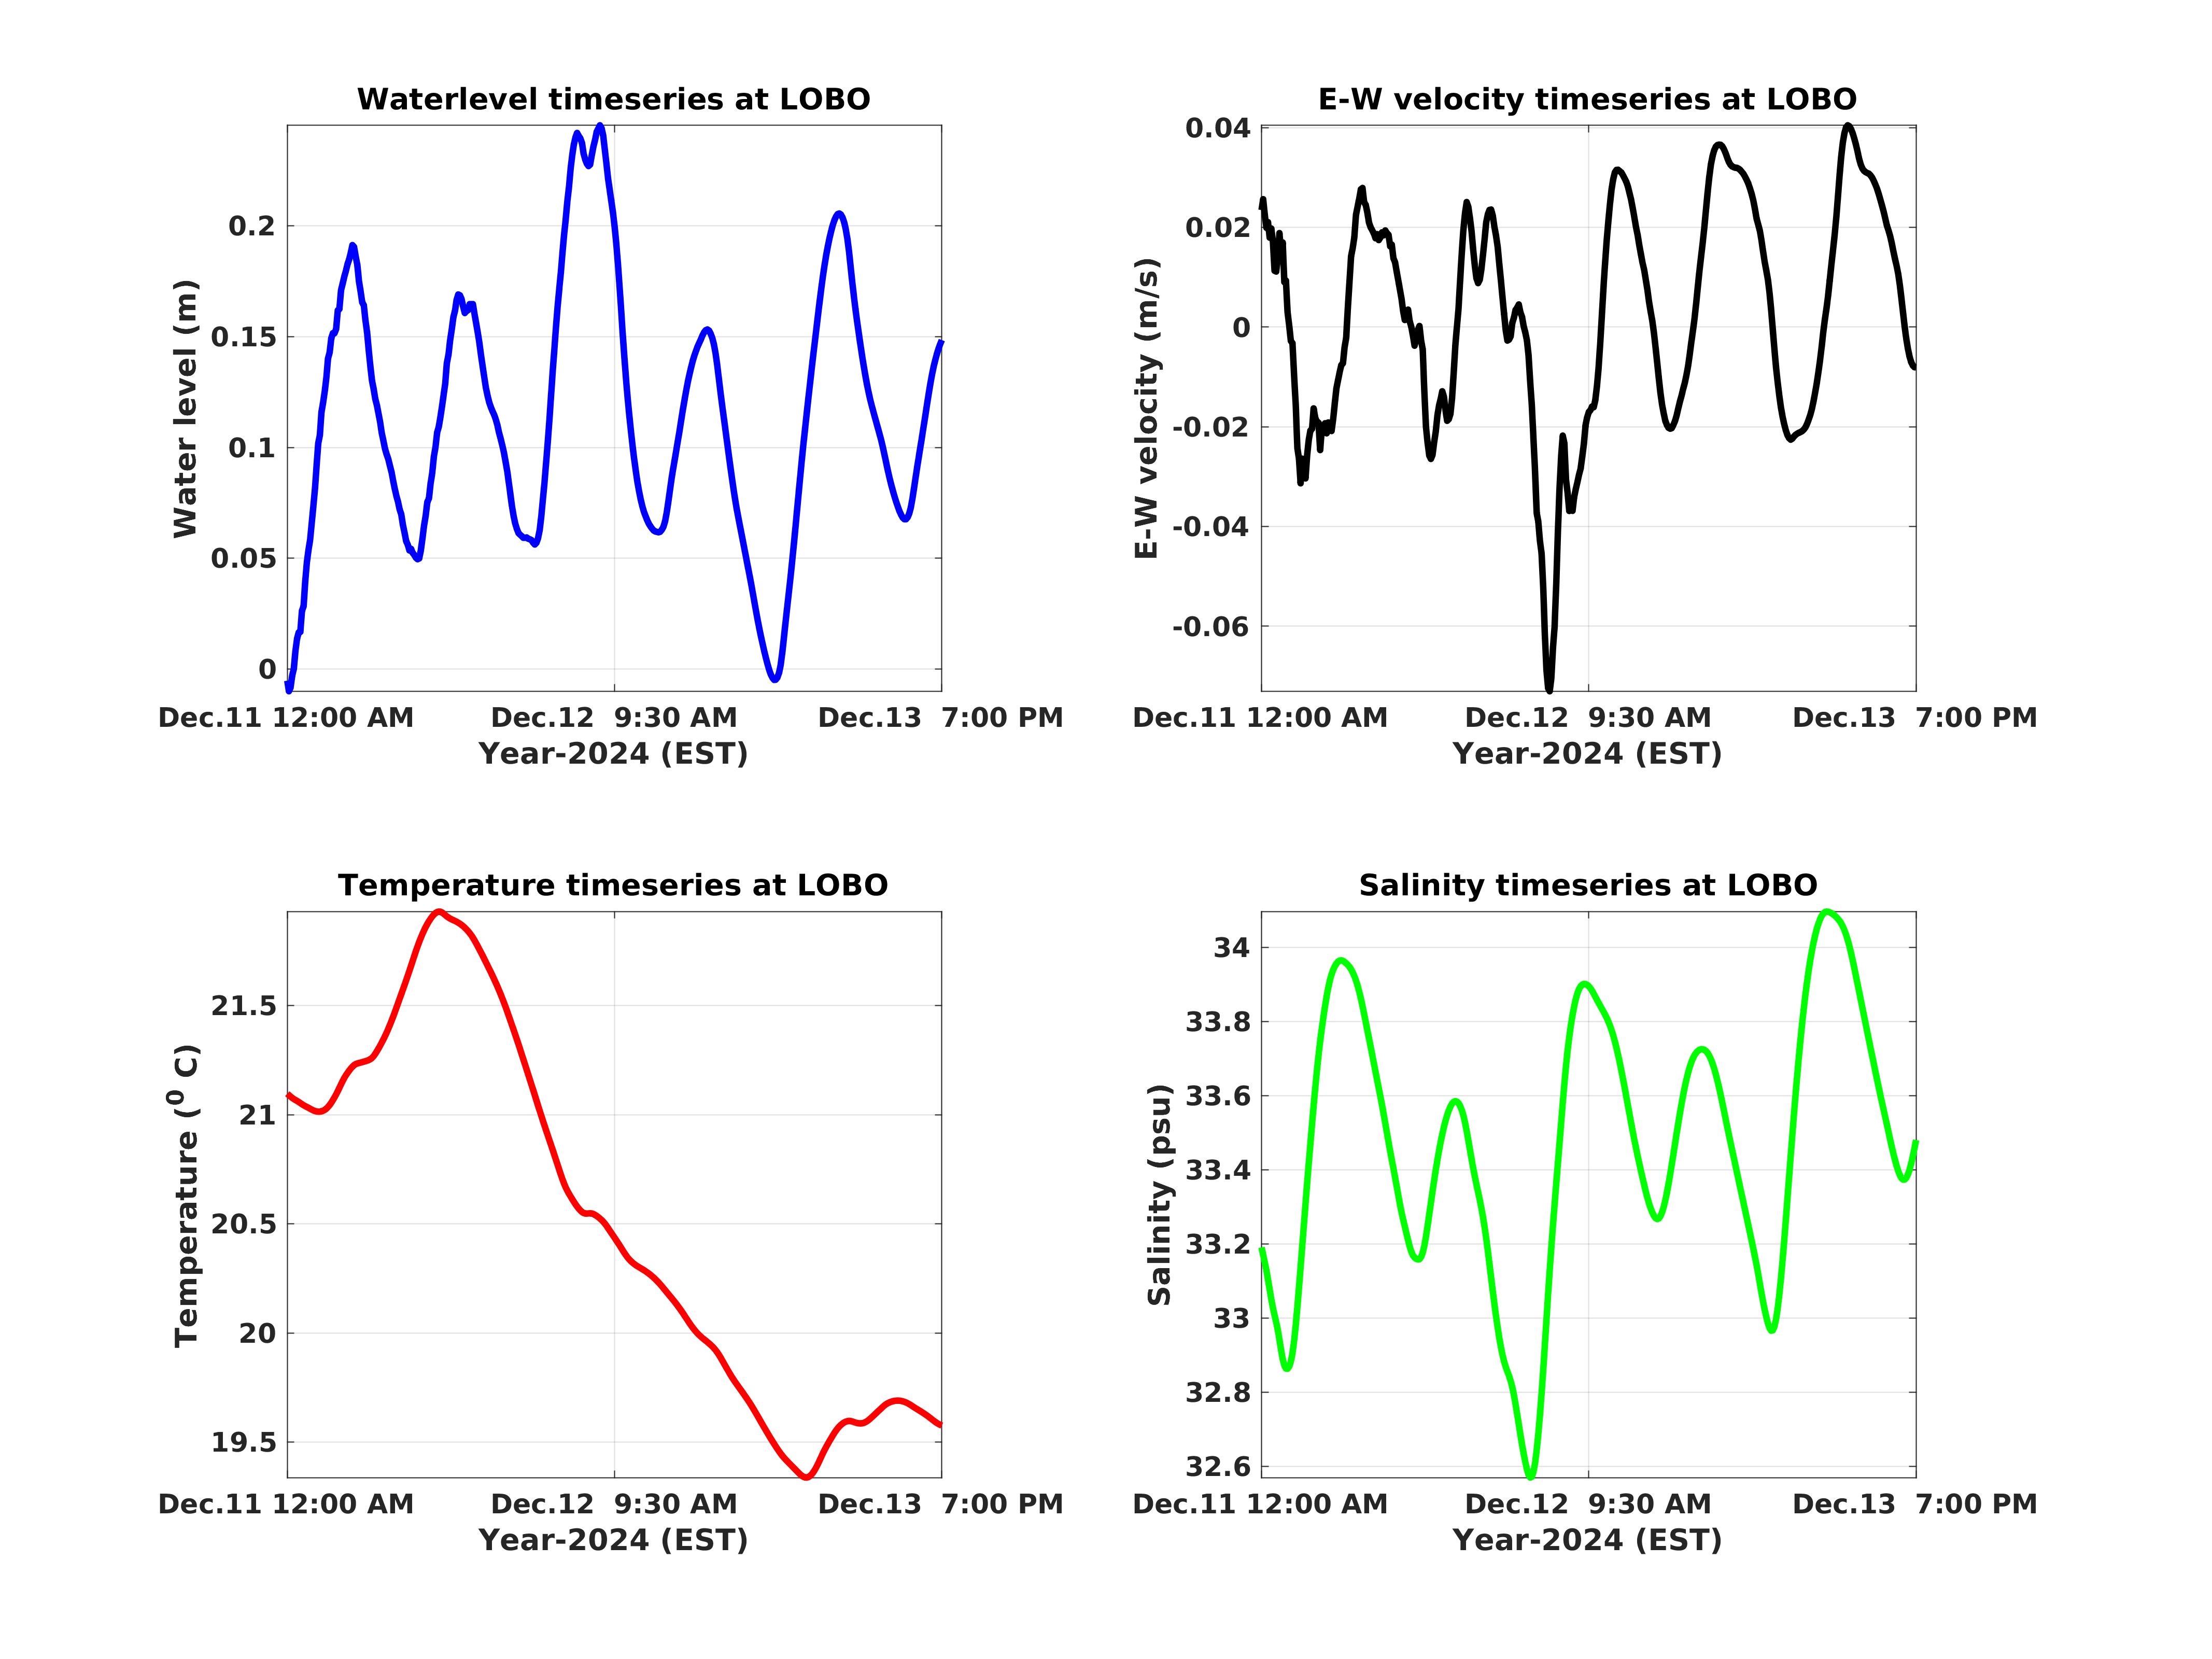 Waterlevel timeseries at LOBO
Water level (m)
0.2
0.15
0.1
0.05
0
Dec.11 12:00 AM Dec.12 9:30 AM Dec.13 7:00 PM
Year-2024 (EST)
E-W velocity timeseries at LOBO
E-W velocity (m/s)
0.04
0.02
0
-0.02
-0.04
-0.06
Dec.11 12:00 AM Dec.12 9:30 AM Dec.13 7:00 PM
Year-2024 (EST)
Temperature timeseries at LOBO
Temperature (⁰ C)
21.5
21
20.5
20
19.5
Dec.11 12:00 AM Dec.12 9:30 AM Dec.13 7:00 PM
Year-2024 (EST)
Salinity timeseries at LOBO
Salinity (psu)
34
33.8
33.6
33.4
33.2
33
32.8
32.6
Dec.11 12:00 AM Dec.12 9:30 AM Dec.13 7:00 PM
Year-2024 (EST)